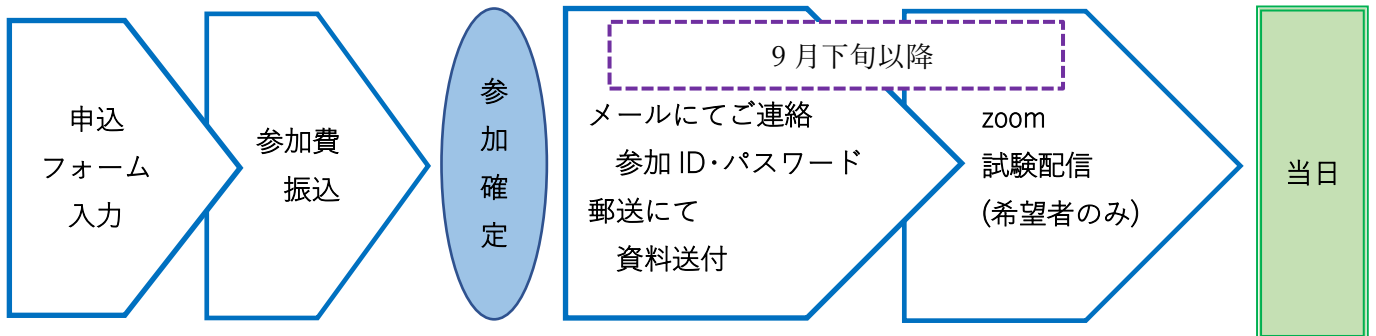 申込
フォーム
入力
参加費
振込
参
加
確
定
9月下旬以降
メールにてご連絡
参加ID・パスワード
郵送にて
資料送付
zoom
試験配信
(希望者のみ)
当日